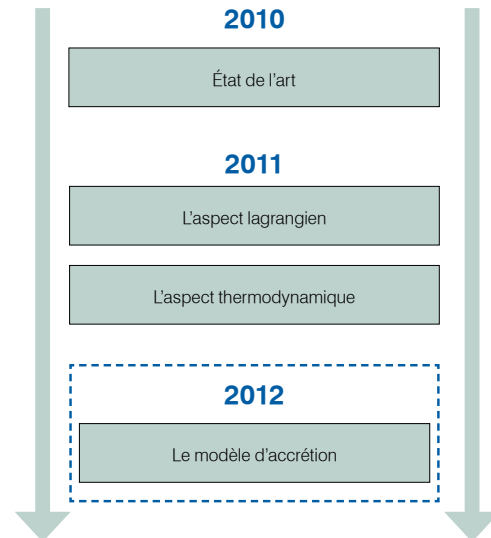 2010
État de l’art
2011
L’aspect lagrangien
L’aspect thermodynamique
2012
Le modèle d’accrétion